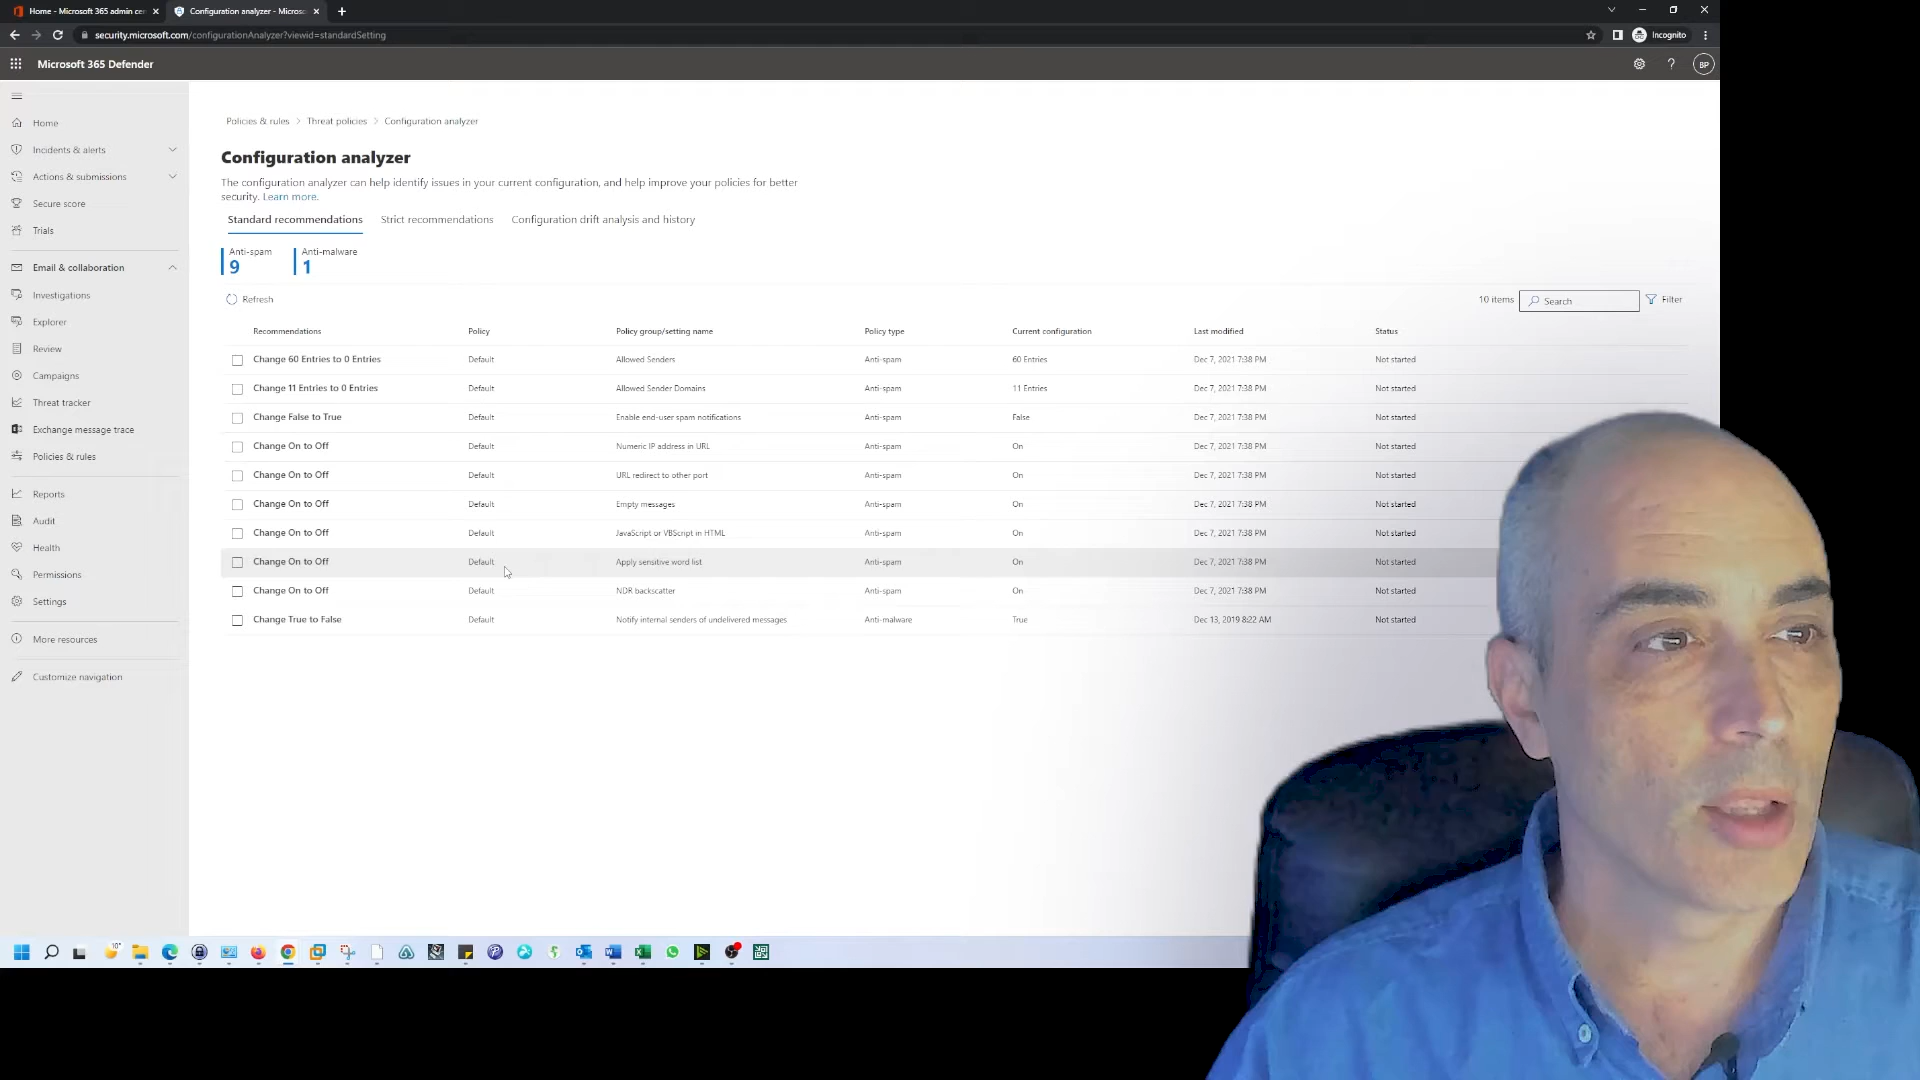 Home - Microsoft 365 admin cen
Configuration analyzer - Microso
security.microsoft.com/configurationAnalyzer?viewid=standardSetting
Incognito
Microsoft 365 Defender
BP
Home
Incidents & alerts
Actions & submissions
Secure score
Trials
Email & collaboration
Investigations
Explorer
Review
Campaigns
Threat tracker
Exchange message trace
Policies & rules
Reports
Audit
Health
Permissions
Settings
More resources
Customize navigation
Policies & rules > Threat policies > Configuration analyzer
Configuration analyzer
The configuration analyzer can help identify issues in your current configuration, and help improve your policies for better
security. Learn more.
Standard recommendations Strict recommendations Configuration drift analysis and history
Anti-spam Anti-malware
9 1
Refresh 10 items Search Filter
Recommendations Policy Policy group/setting name Policy type Current configuration Last modified Status
Change 60 Entries to 0 Entries Default Allowed Senders Anti-spam 60 Entries Dec 7, 2021 7:38 PM Not started
Change 11 Entries to 0 Entries Default Allowed Sender Domains Anti-spam 11 Entries Dec 7, 2021 7:38 PM Not started
Change False to True Default Enable end-user spam notifications Anti-spam False Dec 7, 2021 7:38 PM Not started
Change On to Off Default Numeric IP address in URL Anti-spam On Dec 7, 2021 7:38 PM Not started
Change On to Off Default URL redirect to other port Anti-spam On Dec 7, 2021 7:38 PM Not started
Change On to Off Default Empty messages Anti-spam On Dec 7, 2021 7:38 PM Not started
Change On to Off Default JavaScript or VBScript in HTML Anti-spam On Dec 7, 2021 7:38 PM Not started
Change On to Off Default Apply sensitive word list Anti-spam On Dec 7, 2021 7:38 PM Not started
Change On to Off Default NDR backscatter Anti-spam On Dec 7, 2021 7:38 PM Not started
Change True to False Default Notify internal senders of undelivered messages Anti-malware True Dec 13, 2019 8:22 AM Not started
10°